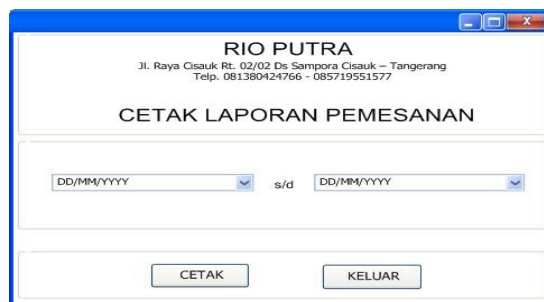 RIO PUTRA
Jl. Raya Cisauk Rt. 02/02 Ds Sampora Cisauk – Tangerang
Telp. 081380424766 - 085719551577
CETAK LAPORAN PEMESANAN
DD/MM/YYYY s/d DD/MM/YYYY
CETAK KELUAR